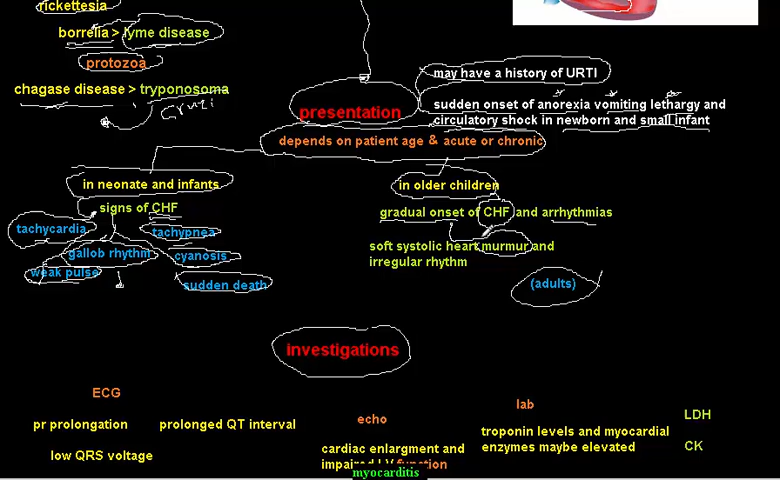 rickettesia
borrelia > lyme disease
protozoa
chagase disease > tryponosoma
Cruzi
may have a history of URTI
presentation
sudden onset of anorexia vomiting lethargy and
circulatory shock in newborn and small infant
depends on patient age & acute or chronic
in neonate and infants
signs of CHF
tachycardia
tachypnea
gallob rhythm
cyanosis
weak pulse
sudden death
in older children
gradual onset of CHF and arrhythmias
soft systolic heart murmur and
irregular rhythm
(adults)
investigations
ECG
pr prolongation
prolonged QT interval
low QRS voltage
echo
cardiac enlargment and
impaired LV function
lab
troponin levels and myocardial
enzymes maybe elevated
LDH
CK
myocarditis